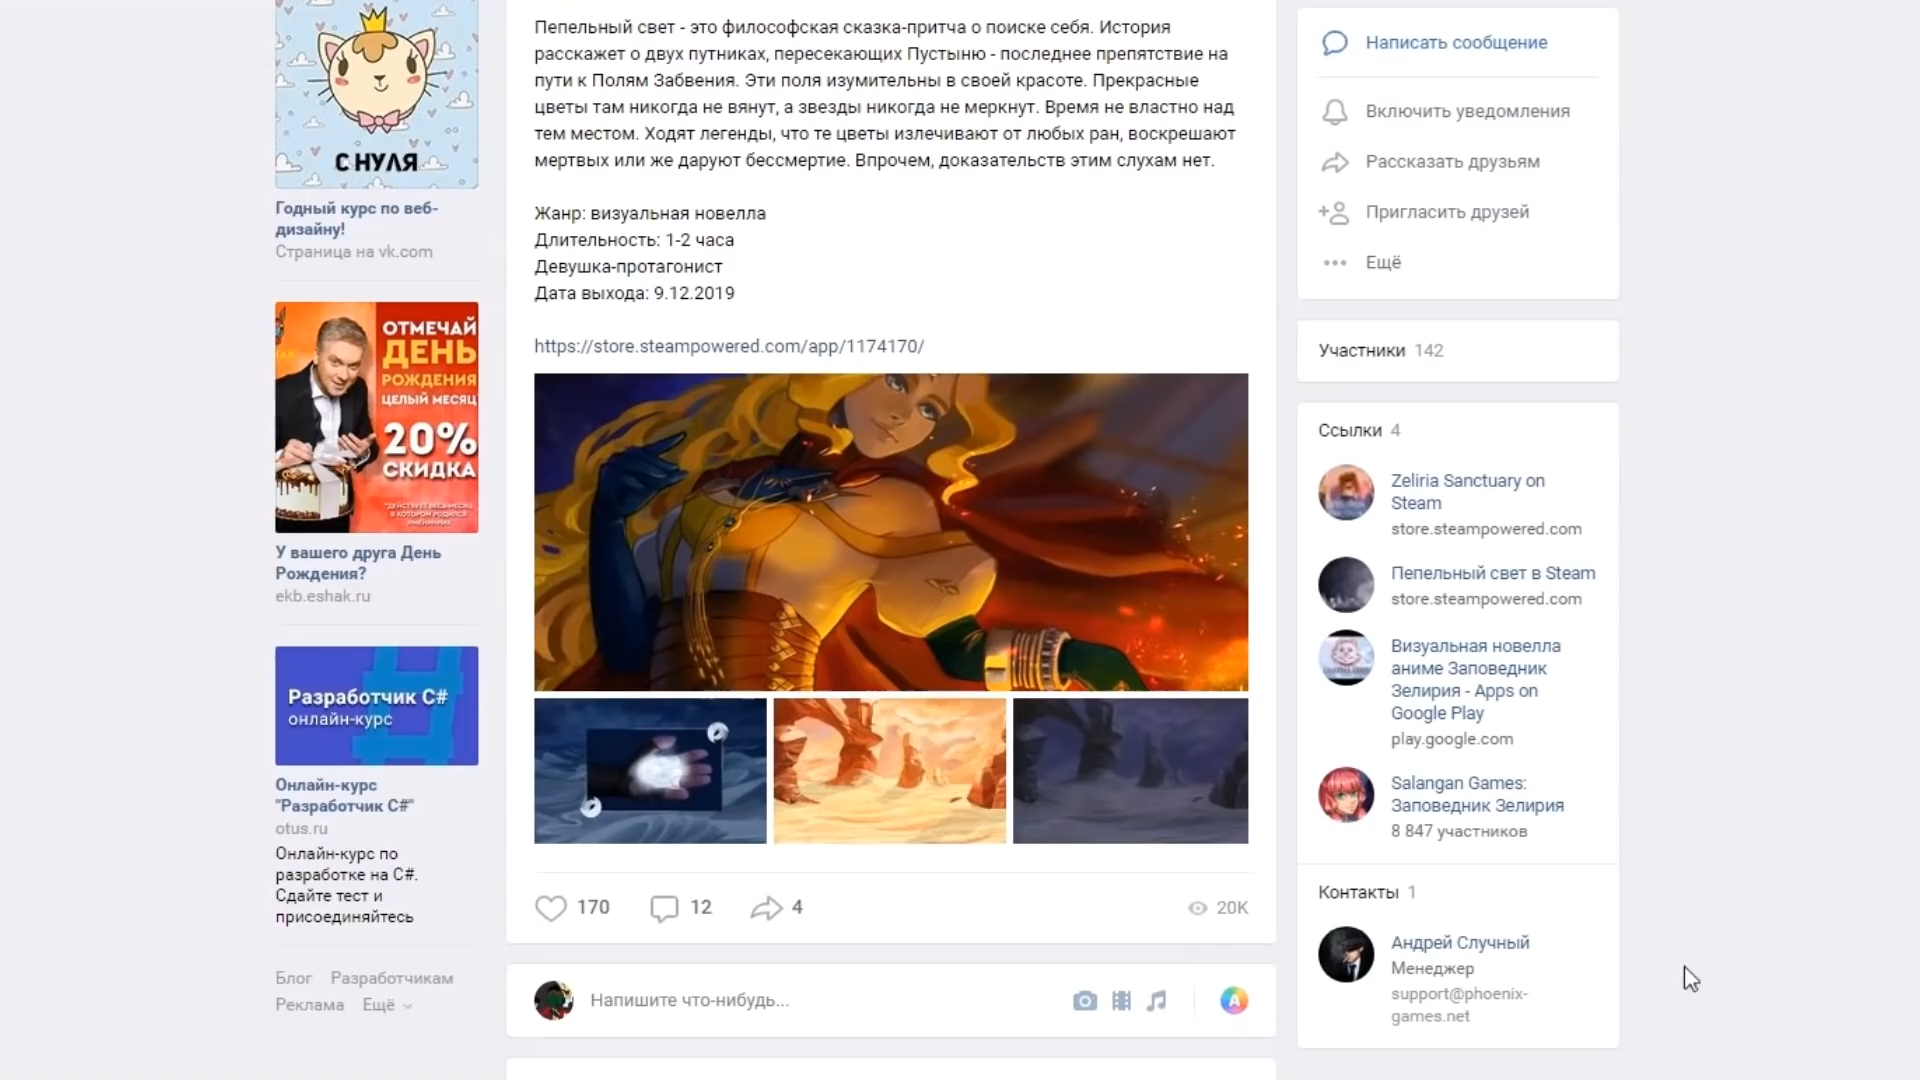 С НУЛЯ
Годный курс по веб-
дизайну!
Страница на vk.com
ОТМЕЧАЙ
ДЕНЬ
РОЖДЕНИЯ
ЦЕЛЫЙ МЕСЯЦ
20%
СКИДКА
У вашего друга День
Рождения?
ekb.eshak.ru
Разработчик C#
онлайн-курс
Онлайн-курс
"Разработчик C#"
otus.ru
Онлайн-курс по
разработке на C#.
Сдайте тест и
присоединяйтесь
Блог Разработчикам
Реклама Ещё
Пепельный свет - это философская сказка-притча о поиске себя. История
расскажет о двух путниках, пересекающих Пустыню - последнее препятствие на
пути к Полям Забвения. Эти поля изумительны в своей красоте. Прекрасные
цветы там никогда не вянут, а звезды никогда не меркнут. Время не властно над
тем местом. Ходят легенды, что те цветы излечивают от любых ран, воскрешают
мертвых или же даруют бессмертие. Впрочем, доказательств этим слухам нет.
Жанр: визуальная новелла
Длительность: 1-2 часа
Девушка-протагонист
Дата выхода: 9.12.2019
https://store.steampowered.com/app/1174170/
170 12 4 20K
Напишите что-нибудь...
A
Написать сообщение
Включить уведомления
Рассказать друзьям
Пригласить друзей
Ещё
Участники 142
Ссылки 4
Zeliria Sanctuary on
Steam
store.steampowered.com
Пепельный свет в Steam
store.steampowered.com
Визуальная новелла
аниме Заповедник
Зелирия - Apps on
Google Play
play.google.com
Salangan Games:
Заповедник Зелирия
8 847 участников
Контакты 1
Андрей Случный
Менеджер
support@phoenix-
games.net